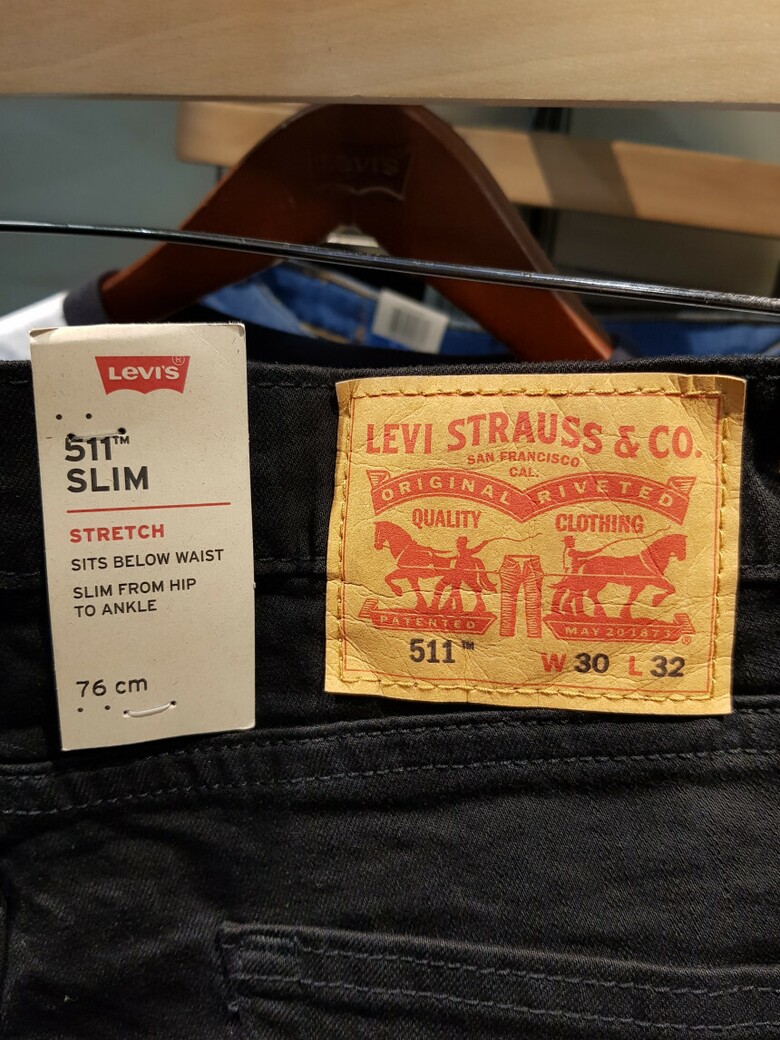 LEVI'S
LEVI'S®
511™
SLIM
STRETCH
SITS BELOW WAIST
SLIM FROM HIP
TO ANKLE
76 cm
LEVI STRAUSS & CO.
SAN FRANCISCO
CAL.
ORIGINAL RIVETED
QUALITY CLOTHING
PATENTED MAY 20 1873 ®
511™ W 30 L 32